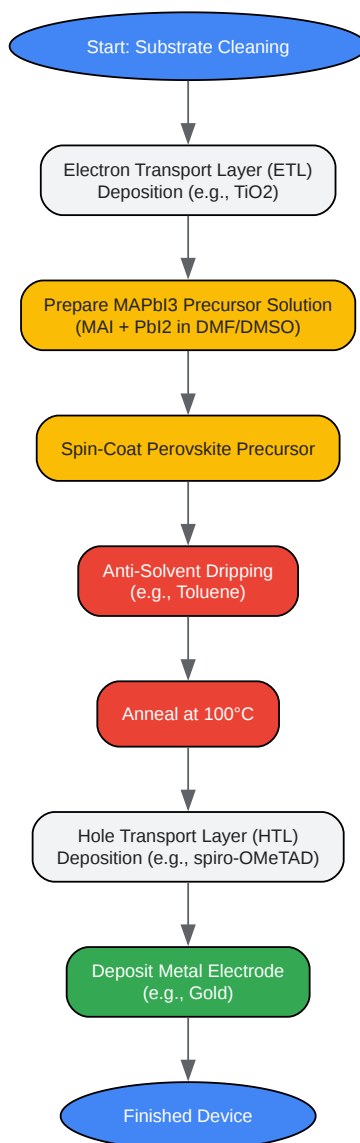 Start: Substrate Cleaning
Electron Transport Layer (ETL)
Deposition (e.g., TiO2)
Prepare MAPbI3 Precursor Solution
(MAI + PbI2 in DMF/DMSO)
Spin-Coat Perovskite Precursor
Anti-Solvent Dripping
(e.g., Toluene)
Anneal at 100°C
Hole Transport Layer (HTL)
Deposition (e.g., spiro-OMeTAD)
Deposit Metal Electrode
(e.g., Gold)
Finished Device